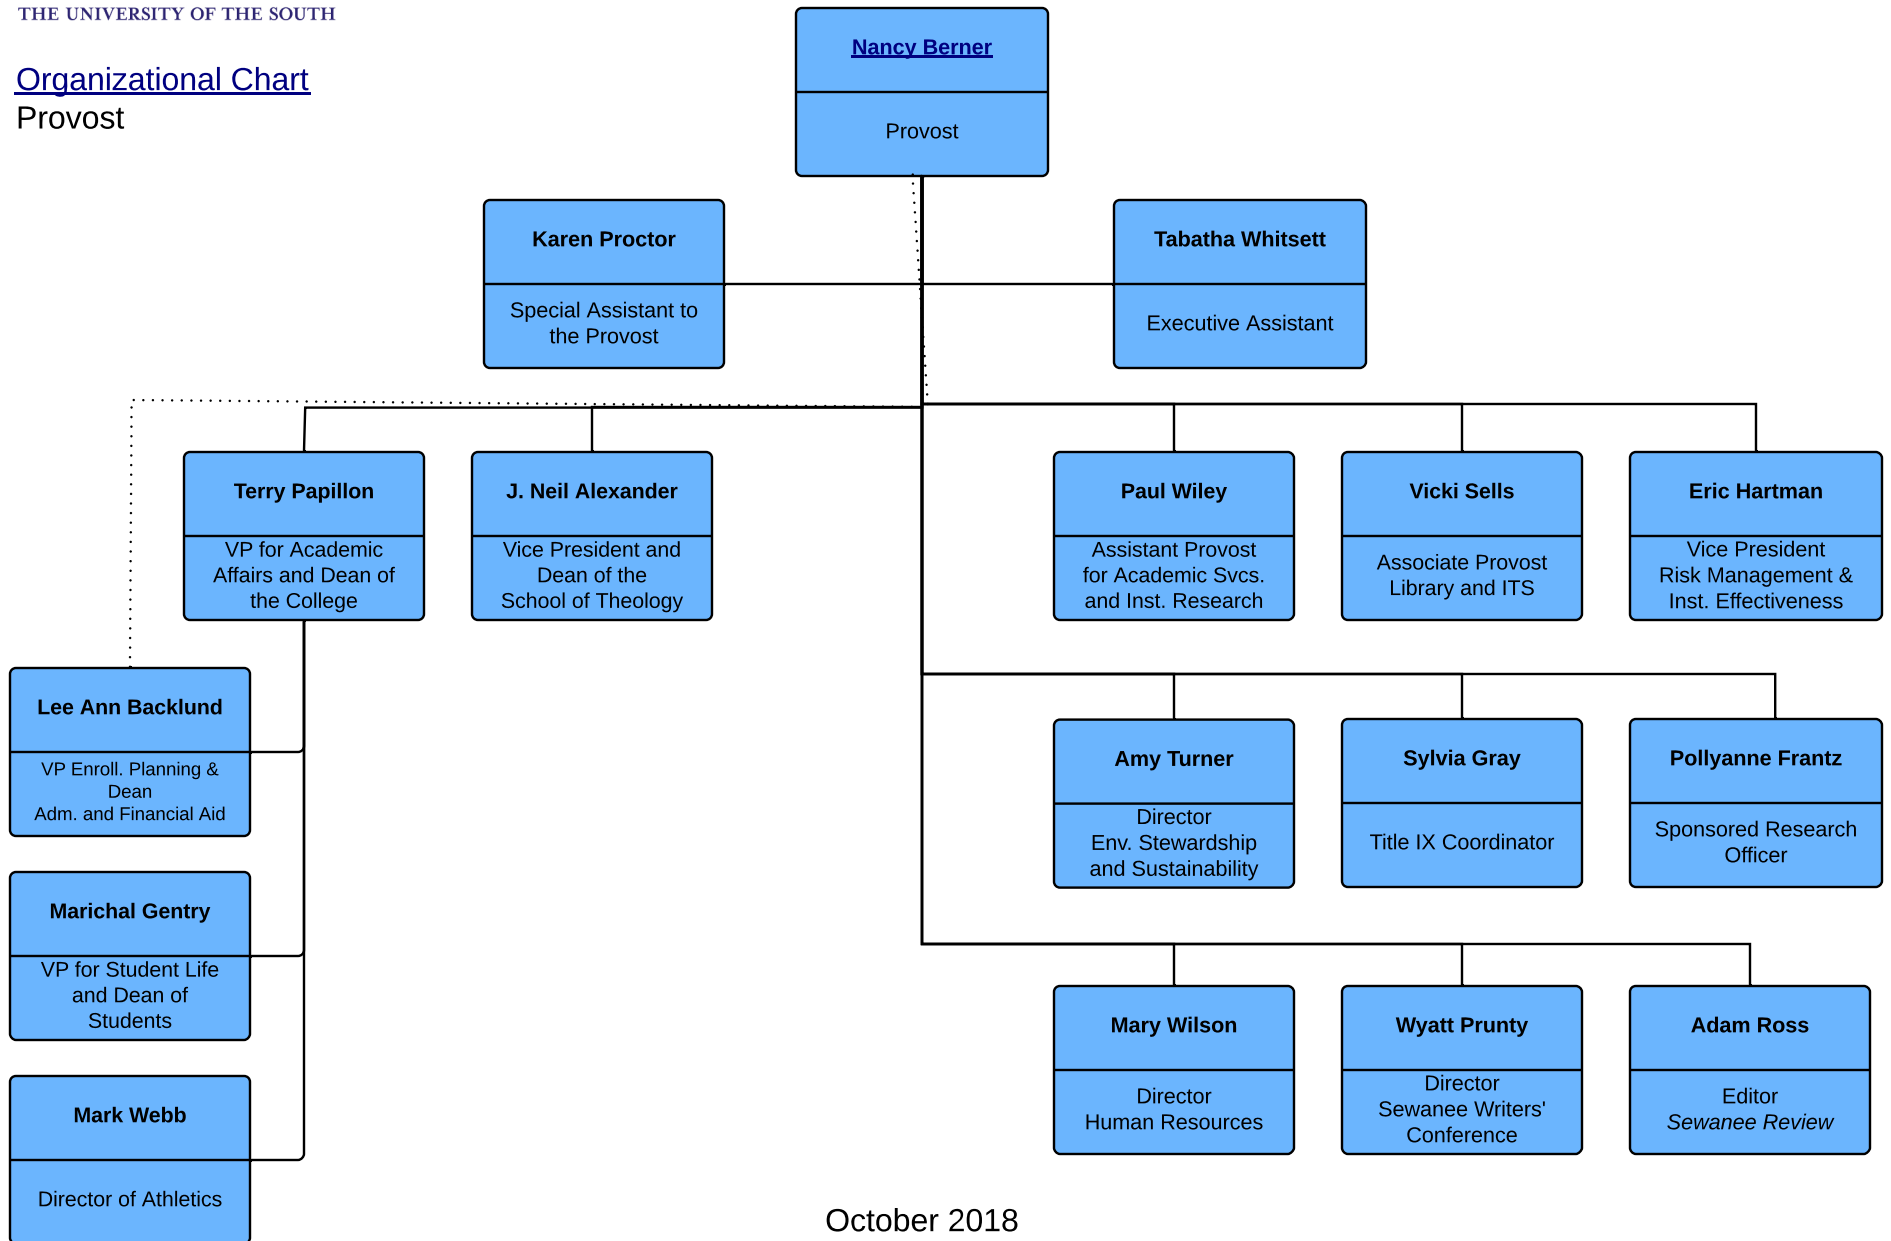 THE UNIVERSITY OF THE SOUTH
Organizational Chart
Provost
Nancy Berner
Provost
Karen Proctor
Special Assistant to
the Provost
Tabatha Whitsett
Executive Assistant
Terry Papillon
VP for Academic
Affairs and Dean of
the College
J. Neil Alexander
Vice President and
Dean of the
School of Theology
Paul Wiley
Assistant Provost
for Academic Svcs.
and Inst. Research
Vicki Sells
Associate Provost
Library and ITS
Eric Hartman
Vice President
Risk Management &
Inst. Effectiveness
Lee Ann Backlund
VP Enroll. Planning &
Dean
Adm. and Financial Aid
Amy Turner
Director
Env. Stewardship
and Sustainability
Sylvia Gray
Title IX Coordinator
Pollyanne Frantz
Sponsored Research
Officer
Marichal Gentry
VP for Student Life
and Dean of
Students
Mary Wilson
Director
Human Resources
Wyatt Prunty
Director
Sewanee Writers'
Conference
Adam Ross
Editor
Sewanee Review
Mark Webb
Director of Athletics
October 2018